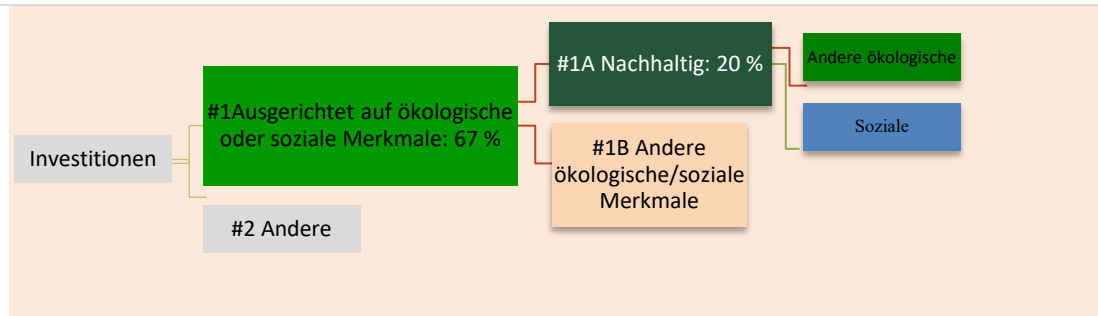 Investitionen
#1Ausgerichtet auf ökologische
oder soziale Merkmale: 67 %
#2 Andere
#1A Nachhaltig: 20 %
#1B Andere
ökologische/soziale
Merkmale
Andere ökologische
Soziale